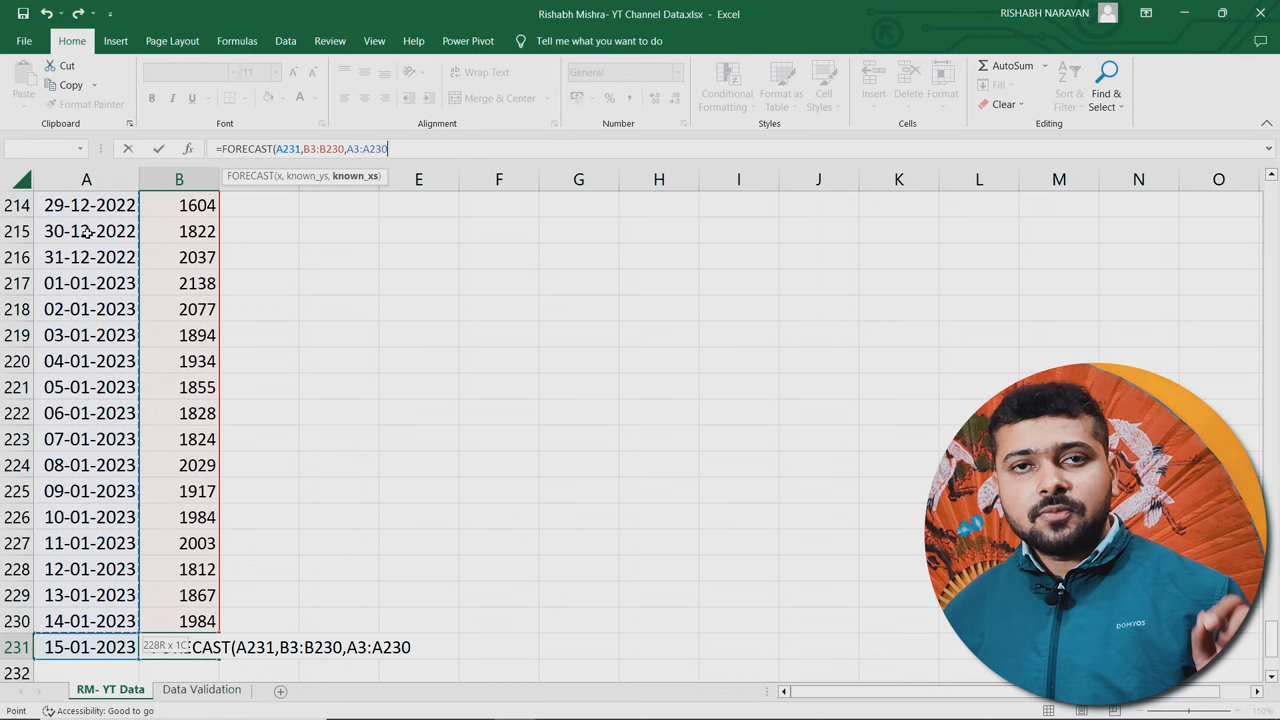 Rishabh Mishra- YT Channel Data.xlsx - Excel
RISHABH NARAYAN
File Home Insert Page Layout Formulas Data Review View Help Power Pivot Tell me what you want to do
Paste
Cut
Copy
Format Painter
Clipboard
11
B I U
A
Font
Wrap Text
Merge & Center
Alignment
General
%
Number
Conditional Formatting
Format as Table
Cell Styles
Styles
Insert
Delete
Format
Cells
AutoSum
Fill
Clear
Sort & Filter
Find & Select
Editing
fx
=FORECAST(A231,B3:B230,A3:A230
FORECAST(x, known_ys, known_xs)
A B E F G H I J K L M N O
214 29-12-2022 1604
215 30-12-2022 1822
216 31-12-2022 2037
217 01-01-2023 2138
218 02-01-2023 2077
219 03-01-2023 1894
220 04-01-2023 1934
221 05-01-2023 1855
222 06-01-2023 1828
223 07-01-2023 1824
224 08-01-2023 2029
225 09-01-2023 1917
226 10-01-2023 1984
227 11-01-2023 2003
228 12-01-2023 1812
229 13-01-2023 1867
230 14-01-2023 1984
231 15-01-2023 228R x 1C ECAST(A231,B3:B230,A3:A230
232
RM- YT Data Data Validation
Point Accessibility: Good to go
150%
DOMYOS